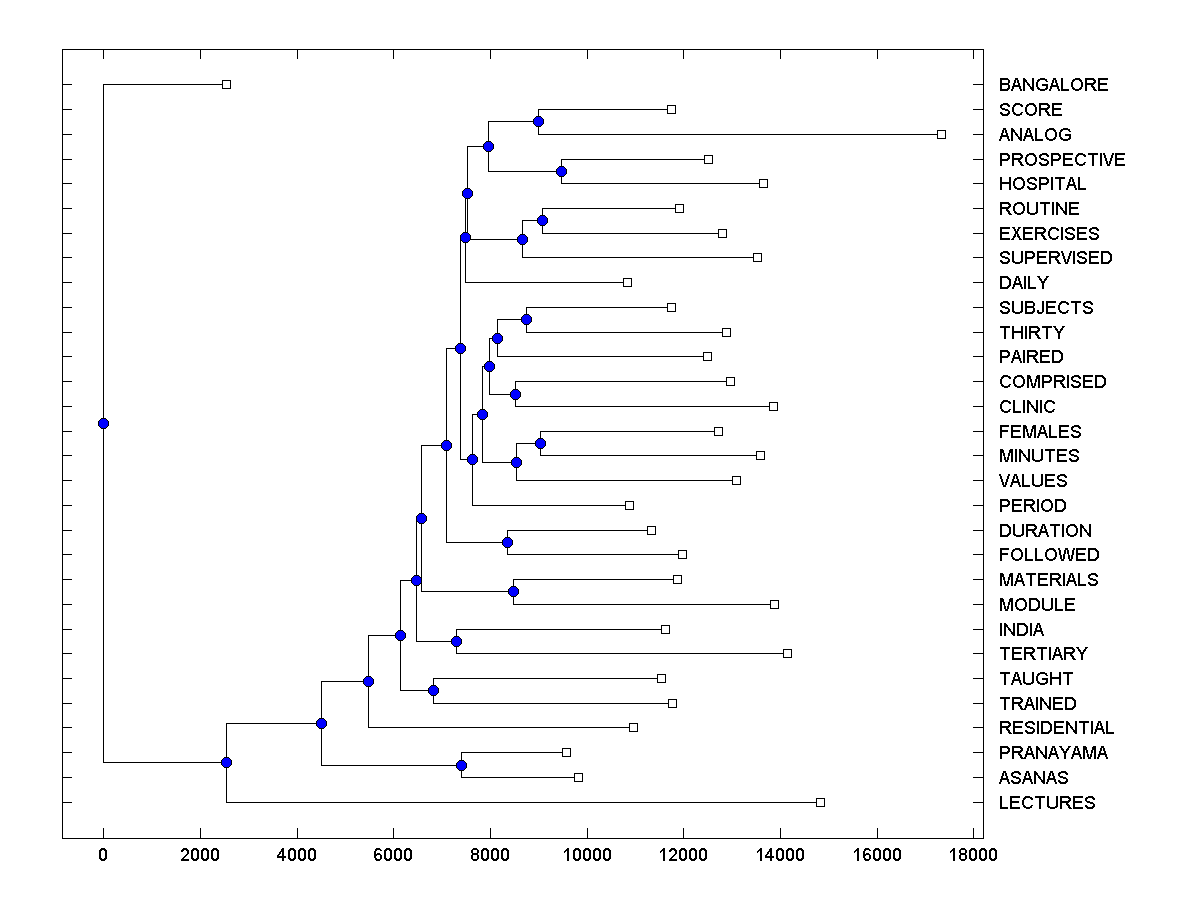 BANGALORE
SCORE
ANALOG
PROSPECTIVE
HOSPITAL
ROUTINE
EXERCISES
SUPERVISED
DAILY
SUBJECTS
THIRTY
PAIRED
COMPRISED
CLINIC
FEMALES
MINUTES
VALUES
PERIOD
DURATION
FOLLOWED
MATERIALS
MODULE
INDIA
TERTIARY
TAUGHT
TRAINED
RESIDENTIAL
PRANAYAMA
ASANAS
LECTURES
0 2000 4000 6000 8000 10000 12000 14000 16000 18000